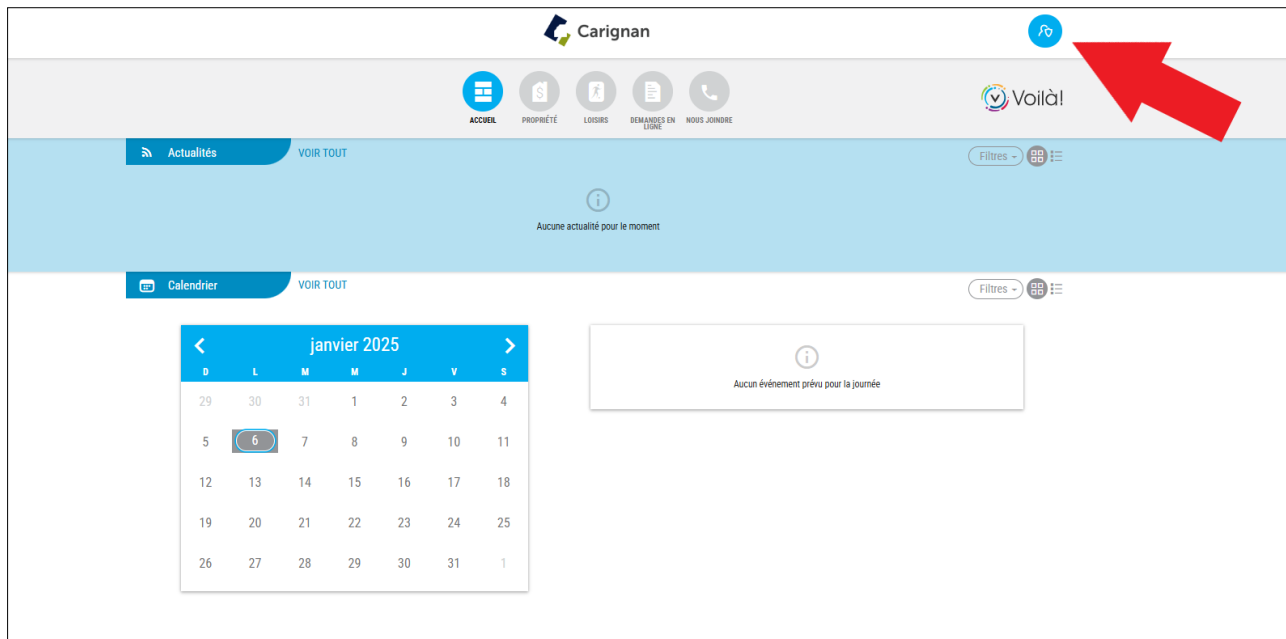 Carignan
ACCUEIL PROPRIÉTÉ LOISIRS DEMANDES EN LIGNE NOUS JOINDRE
Voilà!
Actualités VOIR TOUT Filtres
Aucune actualité pour le moment
Calendrier VOIR TOUT Filtres
janvier 2025
D L M M J V S
29 30 31 1 2 3 4
5 6 7 8 9 10 11
12 13 14 15 16 17 18
19 20 21 22 23 24 25
26 27 28 29 30 31 1
Aucun événement prévu pour la journée